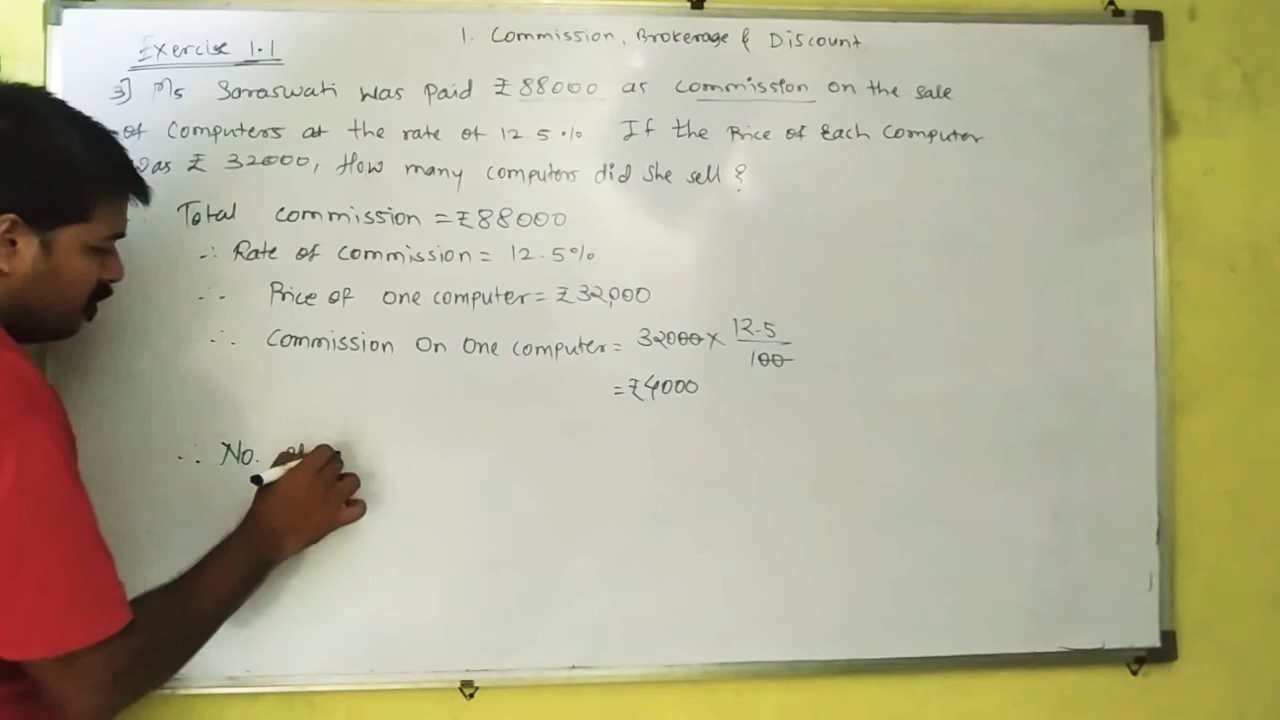 1. Commission, Brokerage & Discount
Exercise 1.1
3] Ms Saraswati was paid ₹88000 as commission on the sale
of computers at the rate of 12.5% If the Price of Each computer
was ₹ 32000, How many computers did she sell ?
Total commission = ₹88000
∴ Rate of commission = 12.5%
∴ Price of one computer = ₹32,000
∴ Commission on one computer = 32000 × 12.5/100
= ₹4000
∴ No. of